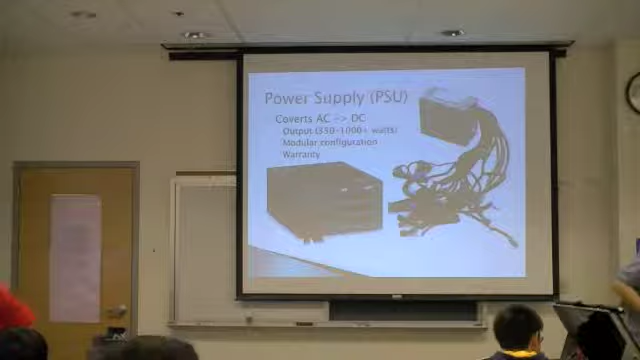 Power Supply (PSU)
Coverts AC -> DC
Output (350-1000+ watts)
Modular configuration
Warranty